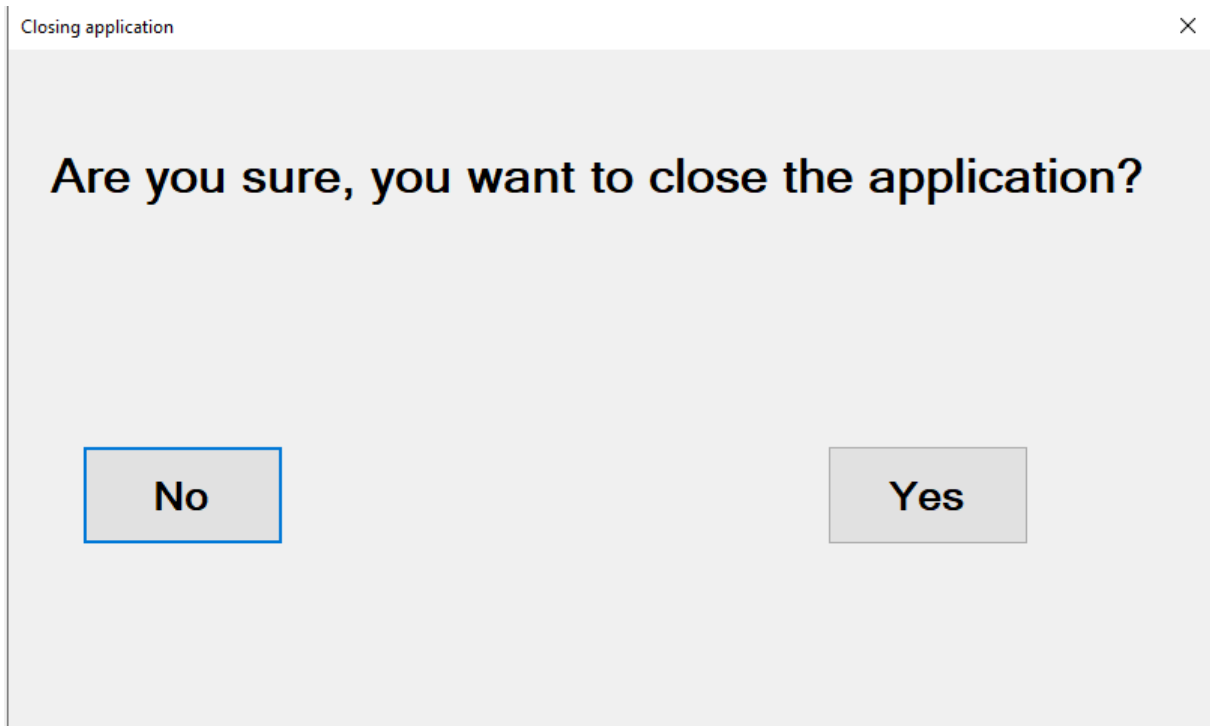 Closing application
Are you sure, you want to close the application?
No
Yes